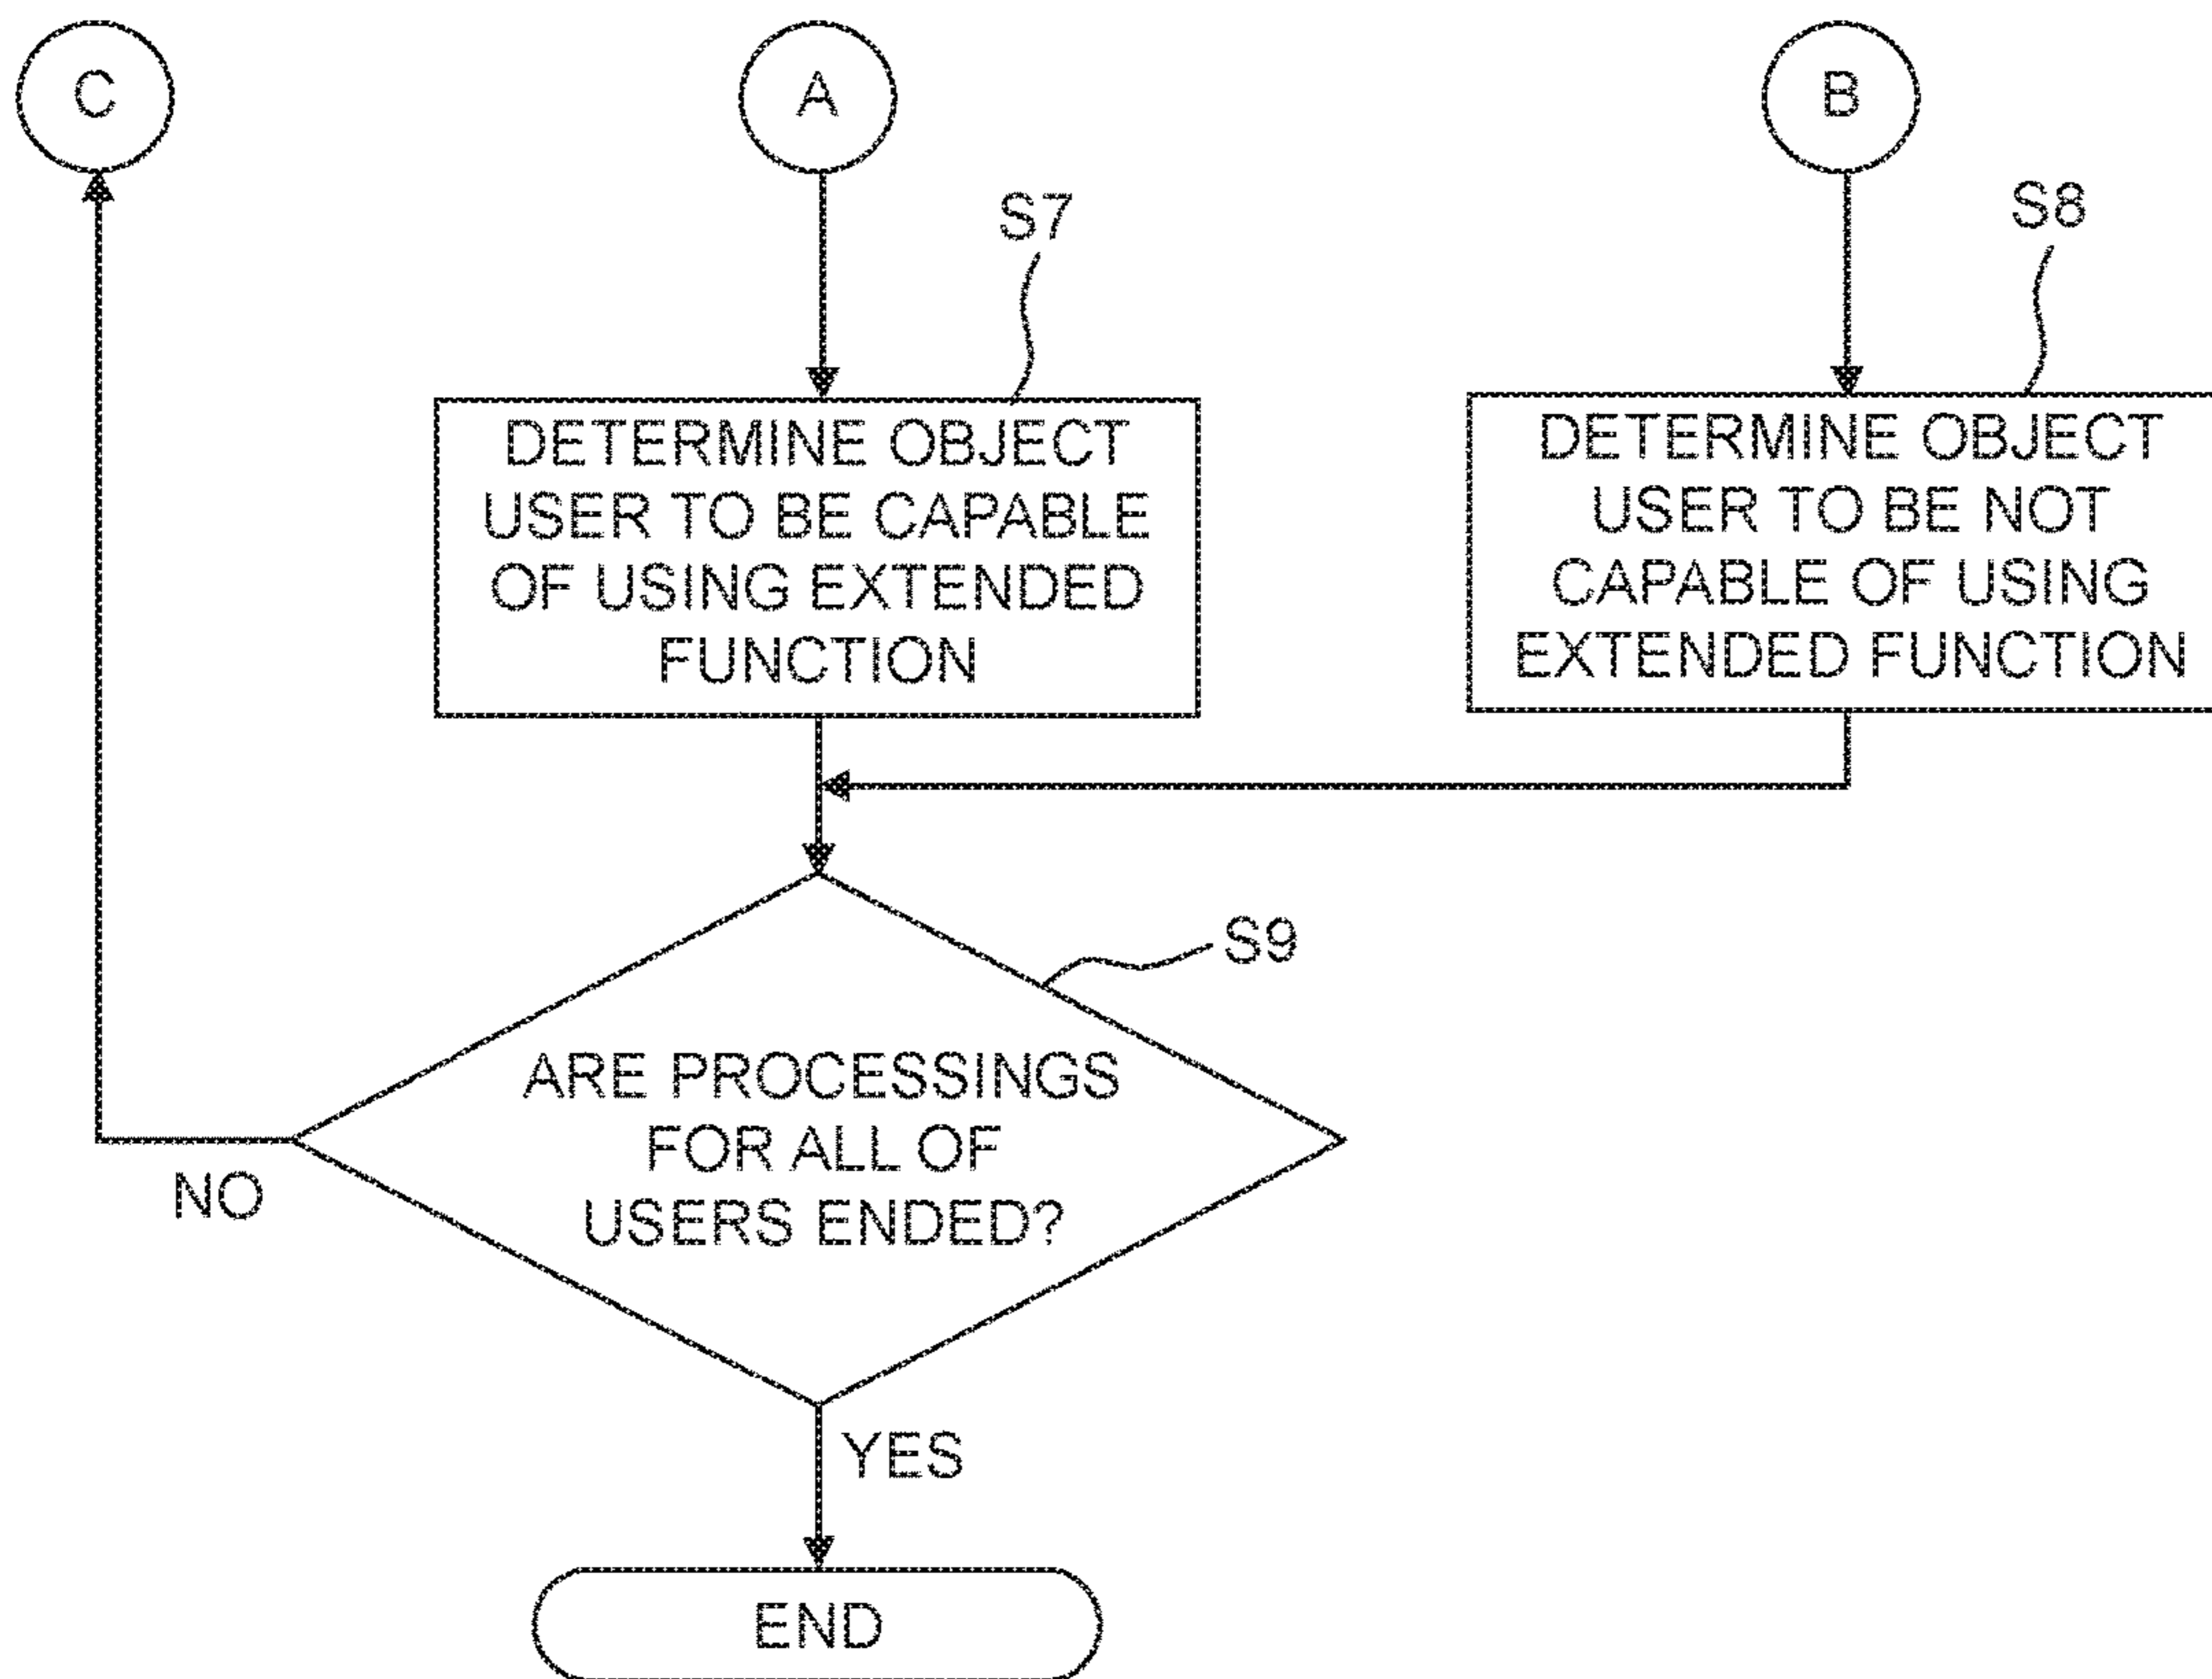 C
A
B
S7
S8
DETERMINE OBJECT
USER TO BE CAPABLE
OF USING EXTENDED
FUNCTION
DETERMINE OBJECT
USER TO BE NOT
CAPABLE OF USING
EXTENDED FUNCTION
S9
ARE PROCESSINGS
FOR ALL OF
USERS ENDED?
NO
YES
END